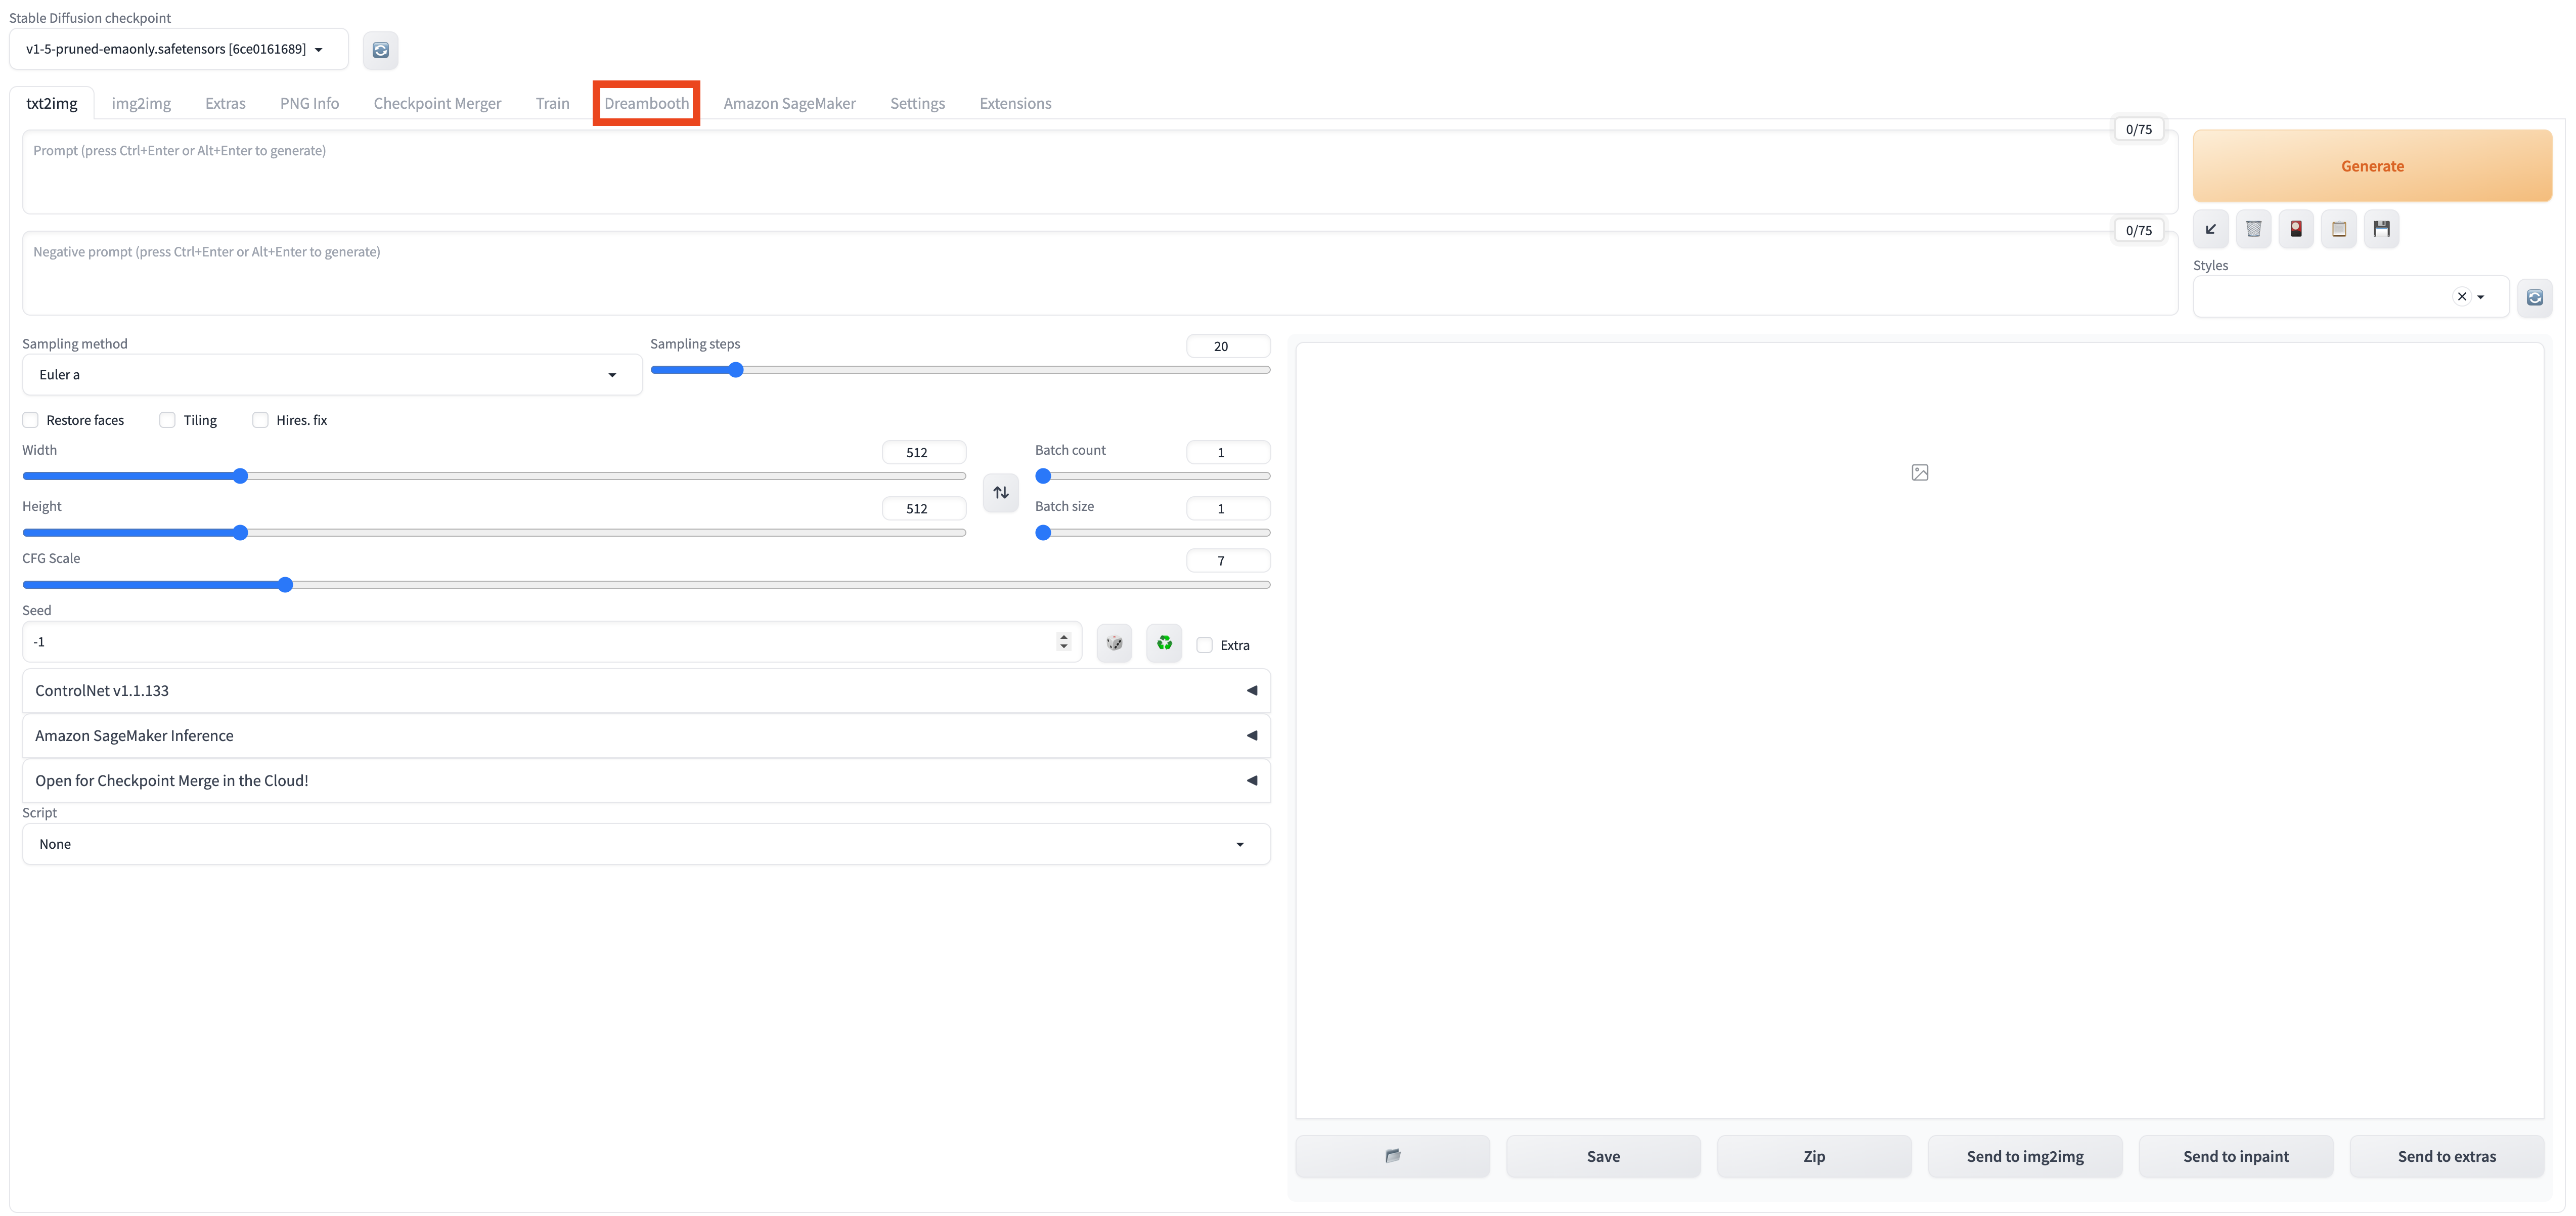 Stable Diffusion checkpoint
v1-5-pruned-emaonly.safetensors [6ce0161689]
txt2img img2img Extras PNG Info Checkpoint Merger Train Dreambooth Amazon SageMaker Settings Extensions
0/75
Prompt (press Ctrl+Enter or Alt+Enter to generate)
Generate
0/75
Negative prompt (press Ctrl+Enter or Alt+Enter to generate)
Styles
Sampling method
Euler a
Sampling steps
20
Restore faces Tiling Hires. fix
Width
512
Batch count
1
Height
512
Batch size
1
CFG Scale
7
Seed
-1
Extra
ControlNet v1.1.133
Amazon SageMaker Inference
Open for Checkpoint Merge in the Cloud!
Script
None
Save Zip Send to img2img Send to inpaint Send to extras